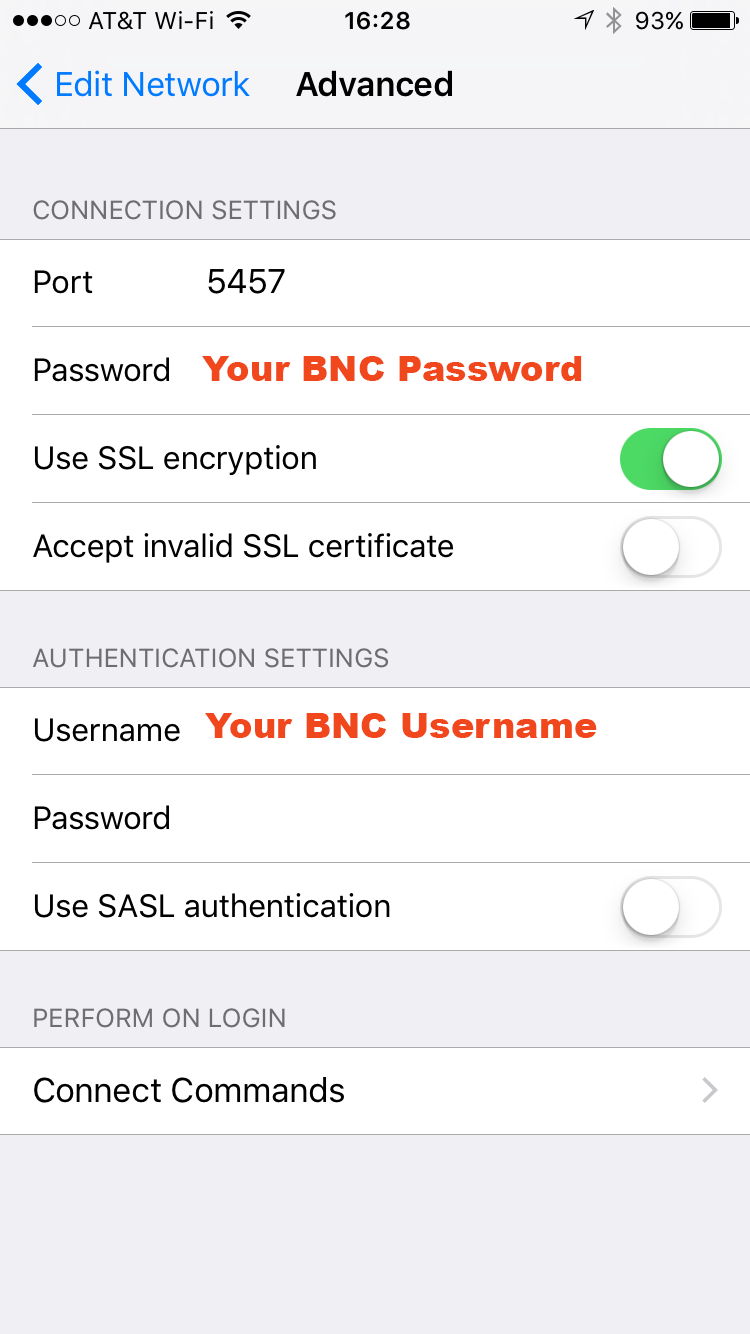 AT&T Wi-Fi 16:28 93%
Edit Network Advanced
CONNECTION SETTINGS
Port 5457
Password Your BNC Password
Use SSL encryption
Accept invalid SSL certificate
AUTHENTICATION SETTINGS
Username Your BNC Username
Password
Use SASL authentication
PERFORM ON LOGIN
Connect Commands